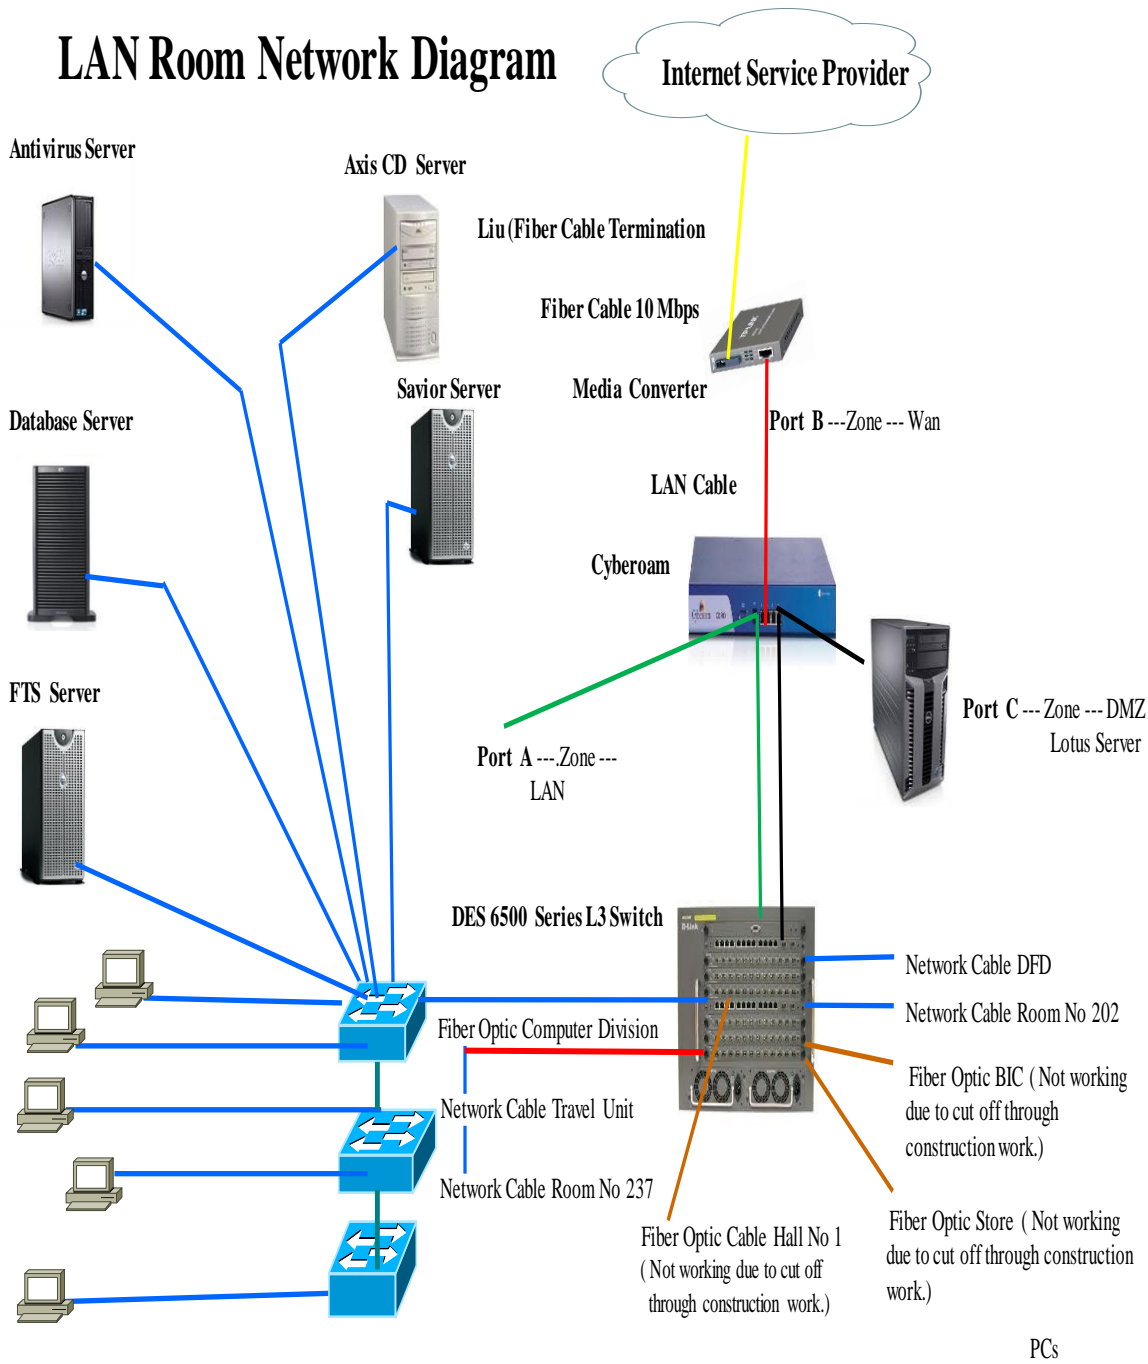 LAN Room Network Diagram
Internet Service Provider
Antivirus Server
Axis CD Server
Liu (Fiber Cable Termination
Fiber Cable 10 Mbps
Media Converter
Savior Server
Port B ---Zone --- Wan
Database Server
LAN Cable
Cyberoam
FTS Server
Port C --- Zone --- DMZ
Lotus Server
Port A ---.Zone ---
LAN
DES 6500 Series L3 Switch
D-Link
Network Cable DFD
Network Cable Room No 202
Fiber Optic Computer Division
Fiber Optic BIC ( Not working
due to cut off through
construction work.)
Network Cable Travel Unit
Network Cable Room No 237
Fiber Optic Cable Hall No 1
( Not working due to cut off
through construction work.)
Fiber Optic Store ( Not working
due to cut off through construction
work.)
PCs